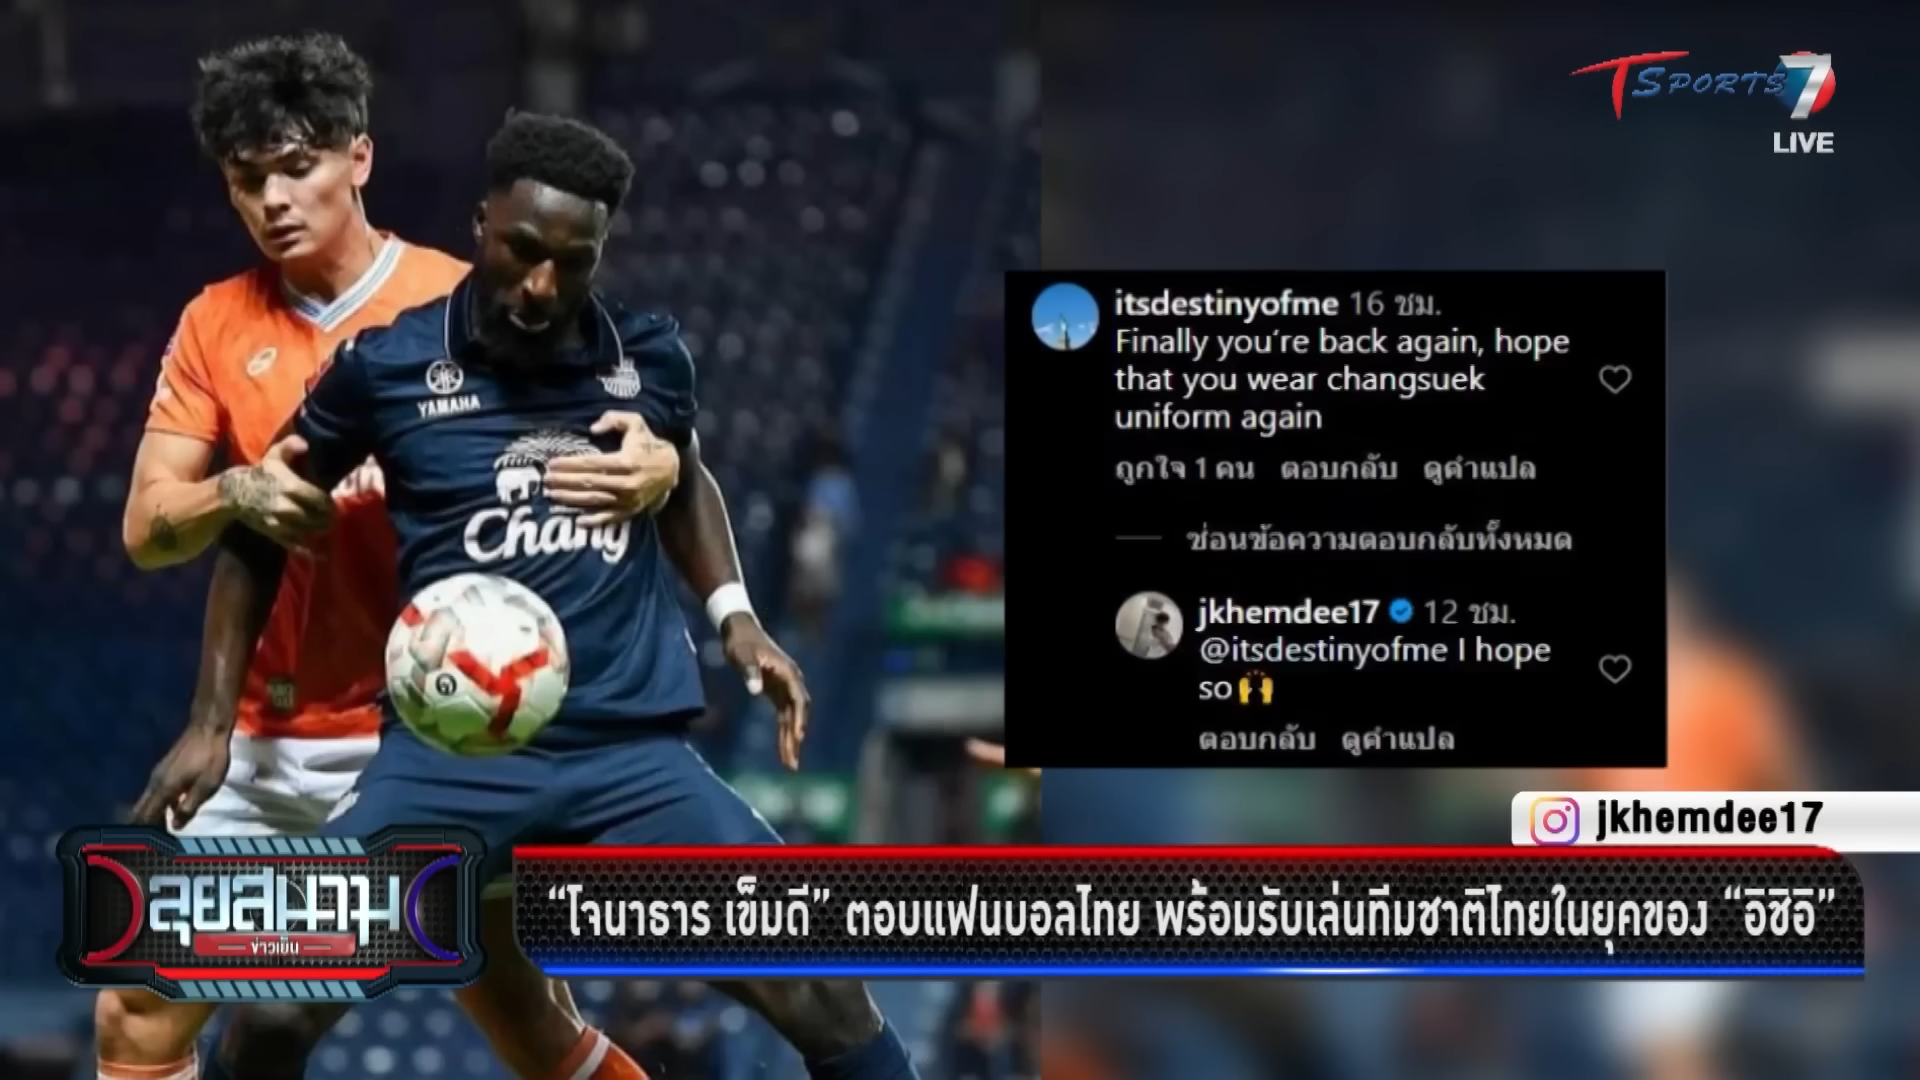 TSPORTS 7
LIVE
YAMAHA
Chang
itsdestinyofme 16 ชม.
Finally you're back again, hope
that you wear changsuek
uniform again
ถูกใจ 1 คน ตอบกลับ ดูคำแปล
ซ่อนข้อความตอบกลับทั้งหมด
jkhemdee17 12 ชม.
@itsdestinyofme I hope
so🙌
ตอบกลับ ดูคำแปล
jkhemdee17
ลุยสนาม
ข่าวเย็น
“โจนาธาร เข็มดี” ตอบแฟนบอลไทย พร้อมรับเล่นทีมชาติไทยในยุคของ “อิชิอิ”